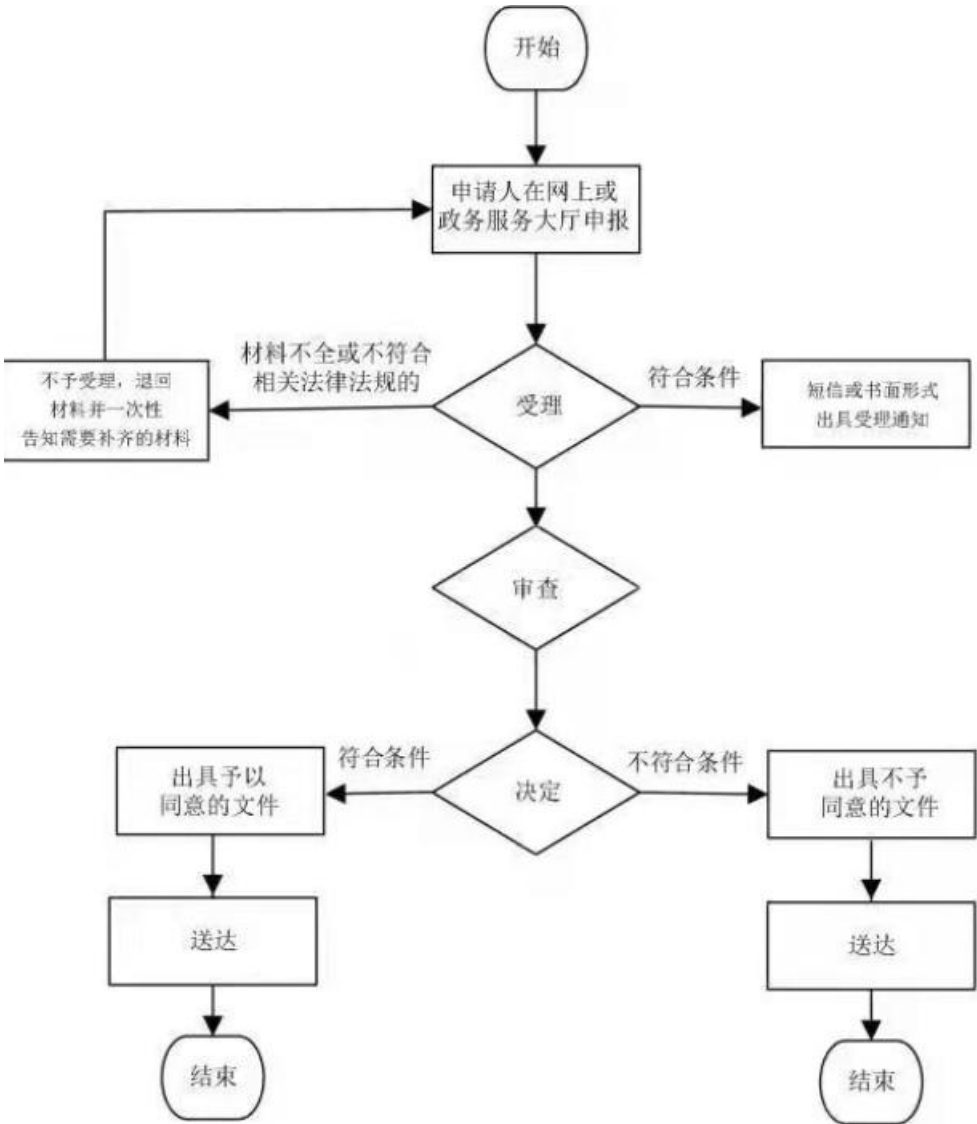 开始
申请人在网上或
政务服务大厅申报
材料不全或不符合
相关法律法规的
符合条件
不予受理，退回
材料并一次性
告知需要补齐的材料
受理
短信或书面形式
出具受理通知
审查
符合条件
不符合条件
出具予以
同意的文件
决定
出具不予
同意的文件
送达
送达
结束
结束